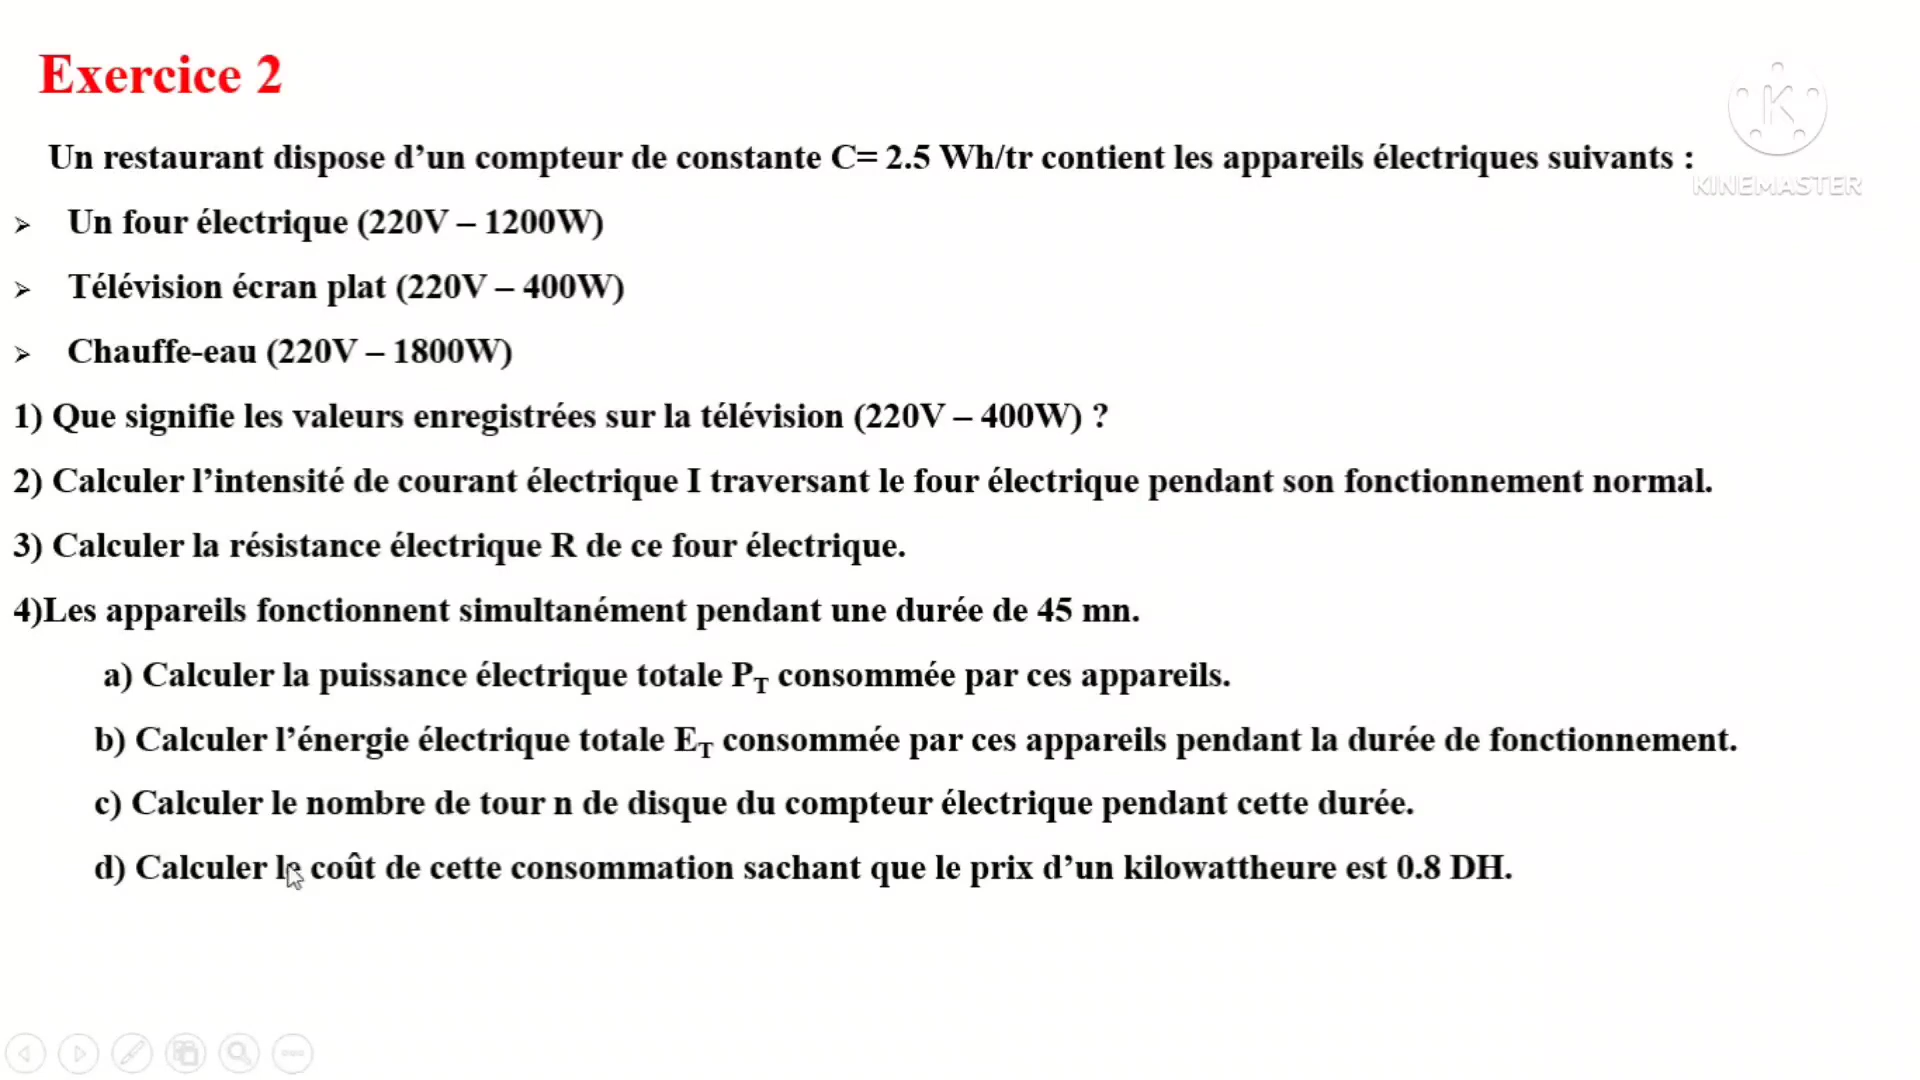 Exercice 2
K
KINEMASTER
Un restaurant dispose d’un compteur de constante C= 2.5 Wh/tr contient les appareils électriques suivants :
➢ Un four électrique (220V – 1200W)
➢ Télévision écran plat (220V – 400W)
➢ Chauffe-eau (220V – 1800W)
1) Que signifie les valeurs enregistrées sur la télévision (220V – 400W) ?
2) Calculer l’intensité de courant électrique I traversant le four électrique pendant son fonctionnement normal.
3) Calculer la résistance électrique R de ce four électrique.
4)Les appareils fonctionnent simultanément pendant une durée de 45 mn.
a) Calculer la puissance électrique totale PT consommée par ces appareils.
b) Calculer l’énergie électrique totale ET consommée par ces appareils pendant la durée de fonctionnement.
c) Calculer le nombre de tour n de disque du compteur électrique pendant cette durée.
d) Calculer le coût de cette consommation sachant que le prix d’un kilowattheure est 0.8 DH.